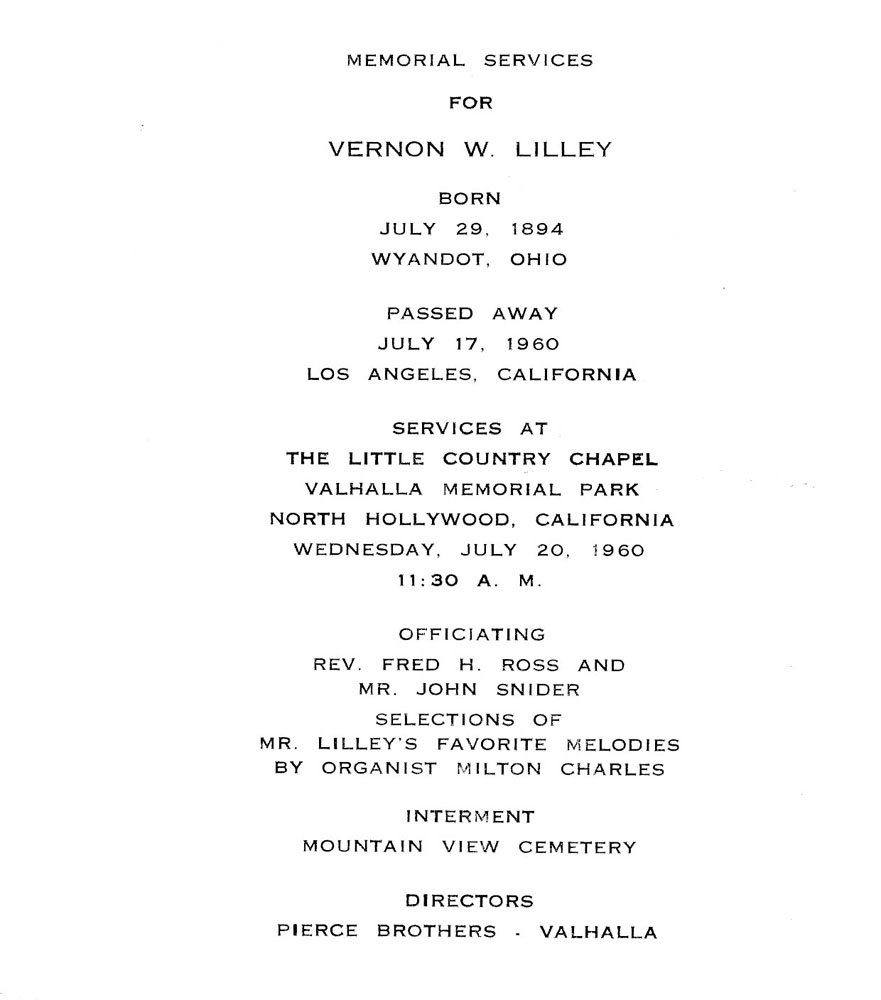 MEMORIAL SERVICES
FOR
VERNON W. LILLEY
BORN
JULY 29, 1894
WYANDOT, OHIO
PASSED AWAY
JULY 17, 1960
LOS ANGELES, CALIFORNIA
SERVICES AT
THE LITTLE COUNTRY CHAPEL
VALHALLA MEMORIAL PARK
NORTH HOLLYWOOD, CALIFORNIA
WEDNESDAY, JULY 20, 1960
11:30 A. M.
OFFICIATING
REV. FRED H. ROSS AND
MR. JOHN SNIDER
SELECTIONS OF
MR. LILLEY'S FAVORITE MELODIES
BY ORGANIST MILTON CHARLES
INTERMENT
MOUNTAIN VIEW CEMETERY
DIRECTORS
PIERCE BROTHERS - VALHALLA